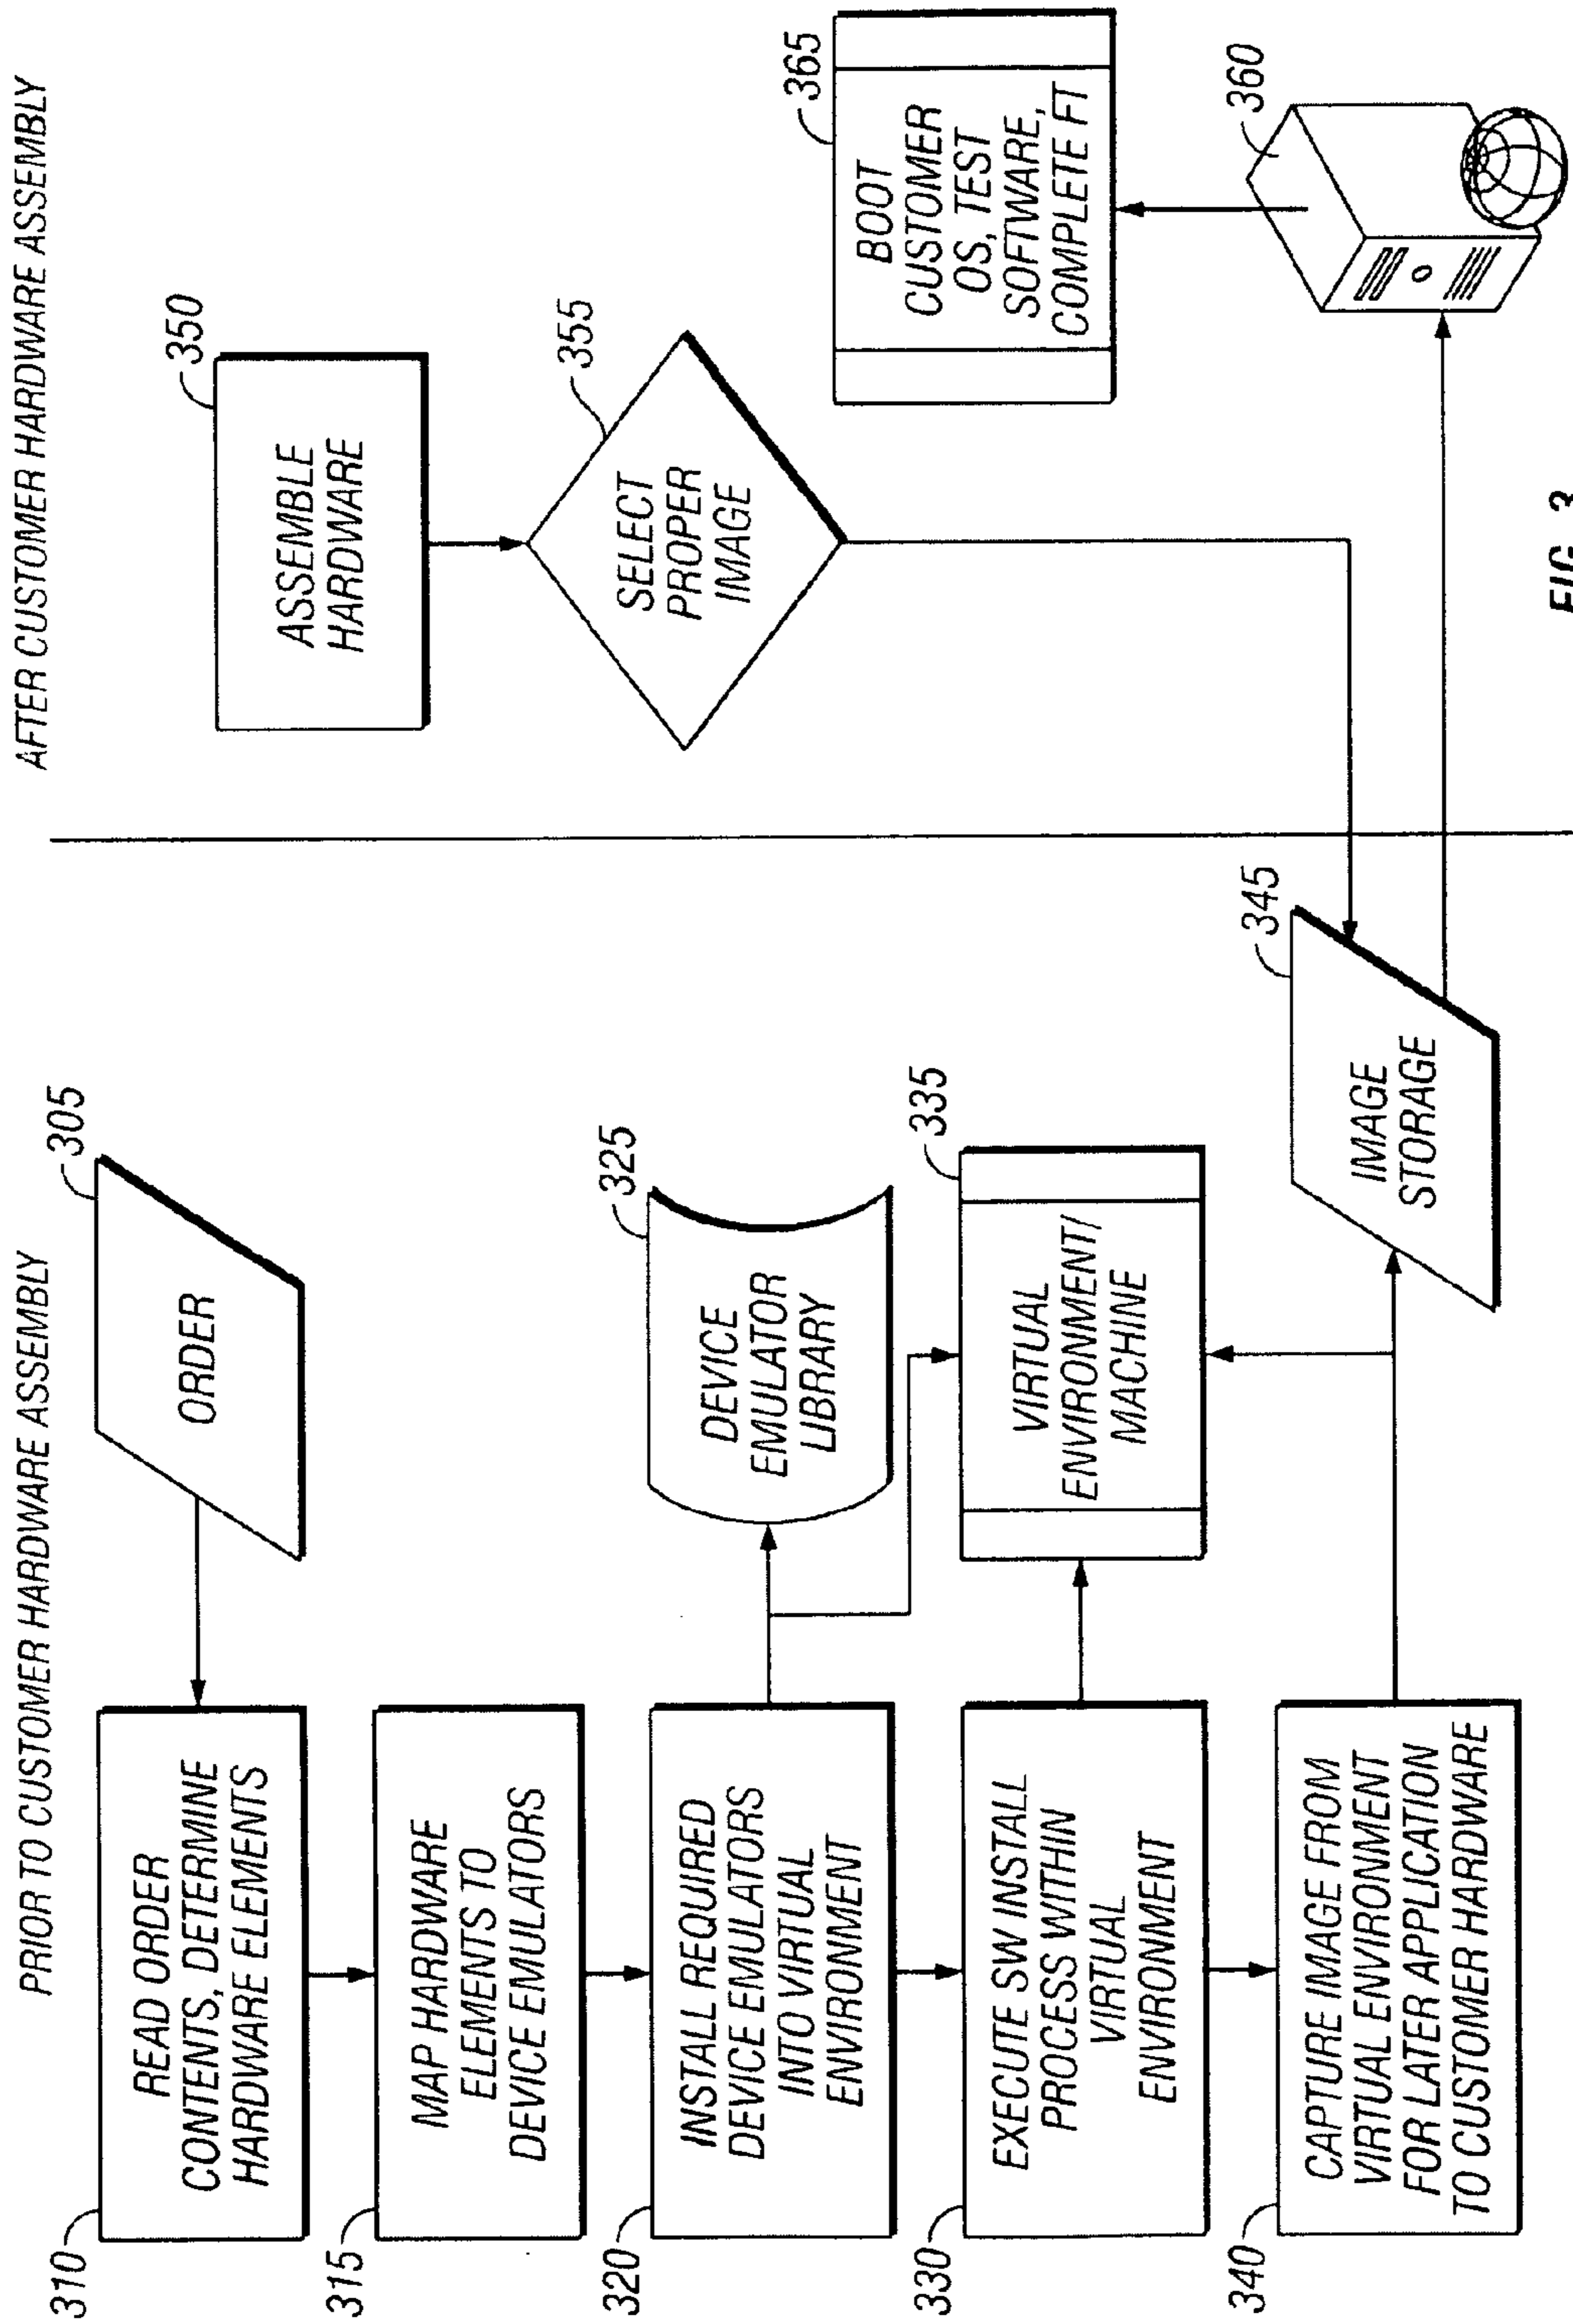 PRIOR TO CUSTOMER HARDWARE ASSEMBLY
305
ORDER
310
READ ORDER
CONTENTS, DETERMINE
HARDWARE ELEMENTS
315
MAP HARDWARE
ELEMENTS TO
DEVICE EMULATORS
320
INSTALL REQUIRED
DEVICE EMULATORS
INTO VIRTUAL
ENVIRONMENT
325
DEVICE
EMULATOR
LIBRARY
330
EXECUTE SW INSTALL
PROCESS WITHIN
VIRTUAL
ENVIRONMENT
335
VIRTUAL
ENVIRONMENT/
MACHINE
340
CAPTURE IMAGE FROM
VIRTUAL ENVIRONMENT
FOR LATER APPLICATION
TO CUSTOMER HARDWARE
345
IMAGE
STORAGE
AFTER CUSTOMER HARDWARE ASSEMBLY
350
ASSEMBLE
HARDWARE
355
SELECT
PROPER
IMAGE
365
BOOT
CUSTOMER
OS, TEST
SOFTWARE,
COMPLETE FT
360
FIG. 3